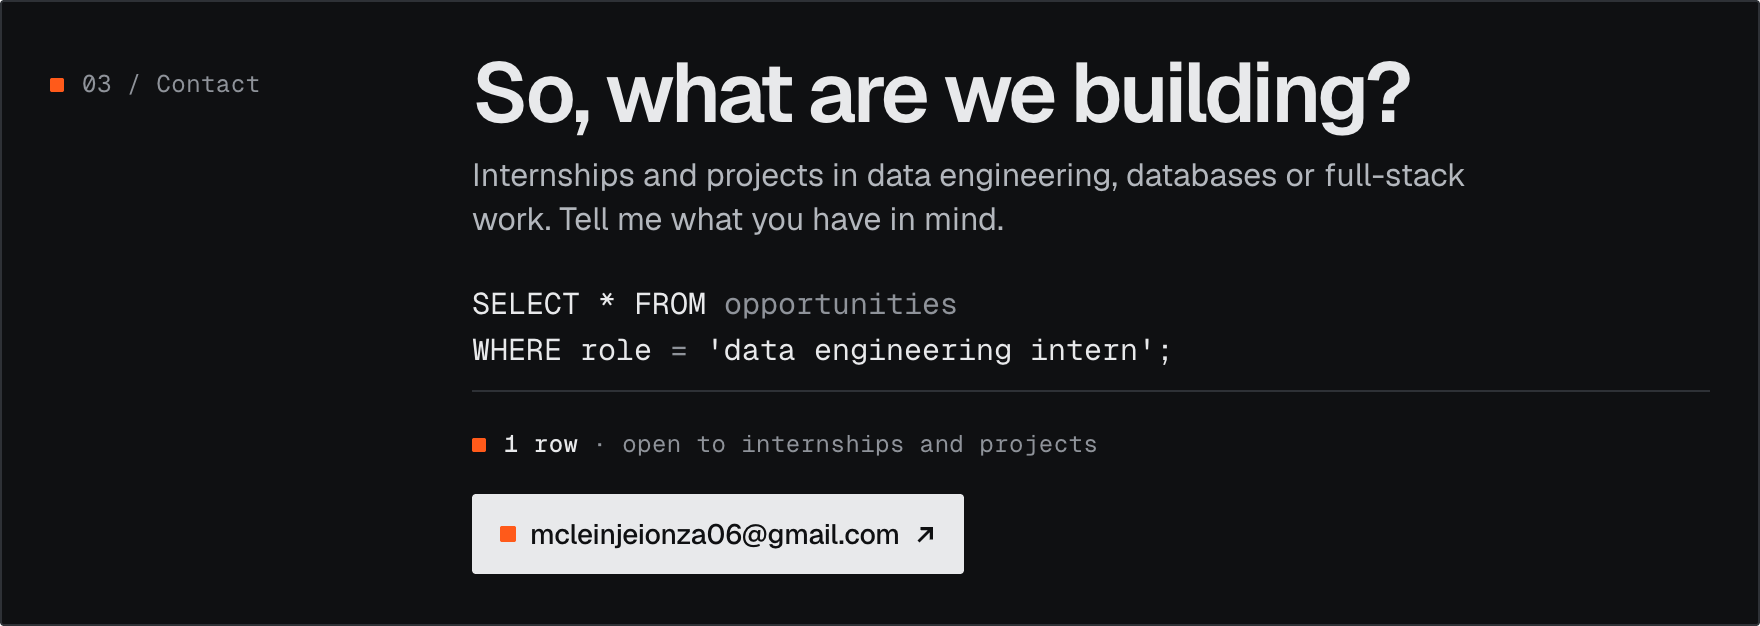 03 / Contact
So, what are we building?
Internships and projects in data engineering, databases or full-stack
work. Tell me what you have in mind.
SELECT * FROM opportunities
WHERE role = 'data engineering intern';
1 row · open to internships and projects
mcleinjeionza06@gmail.com ↗